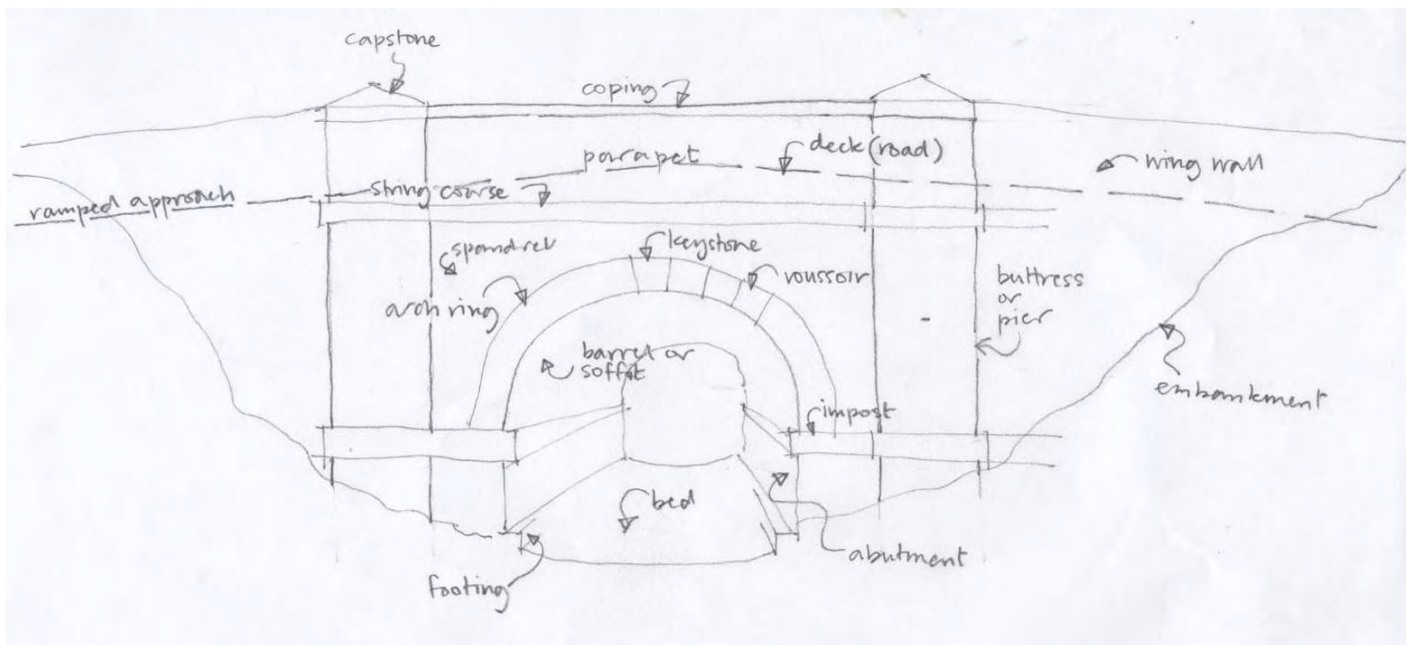 capstone
coping
parapet
deck (road)
wing wall
string coarse
ramped approach
spandrel
keystone
voussoir
arch ring
buttress
or
pier
barrel or
soffit
embankment
impost
bed
abutment
footing